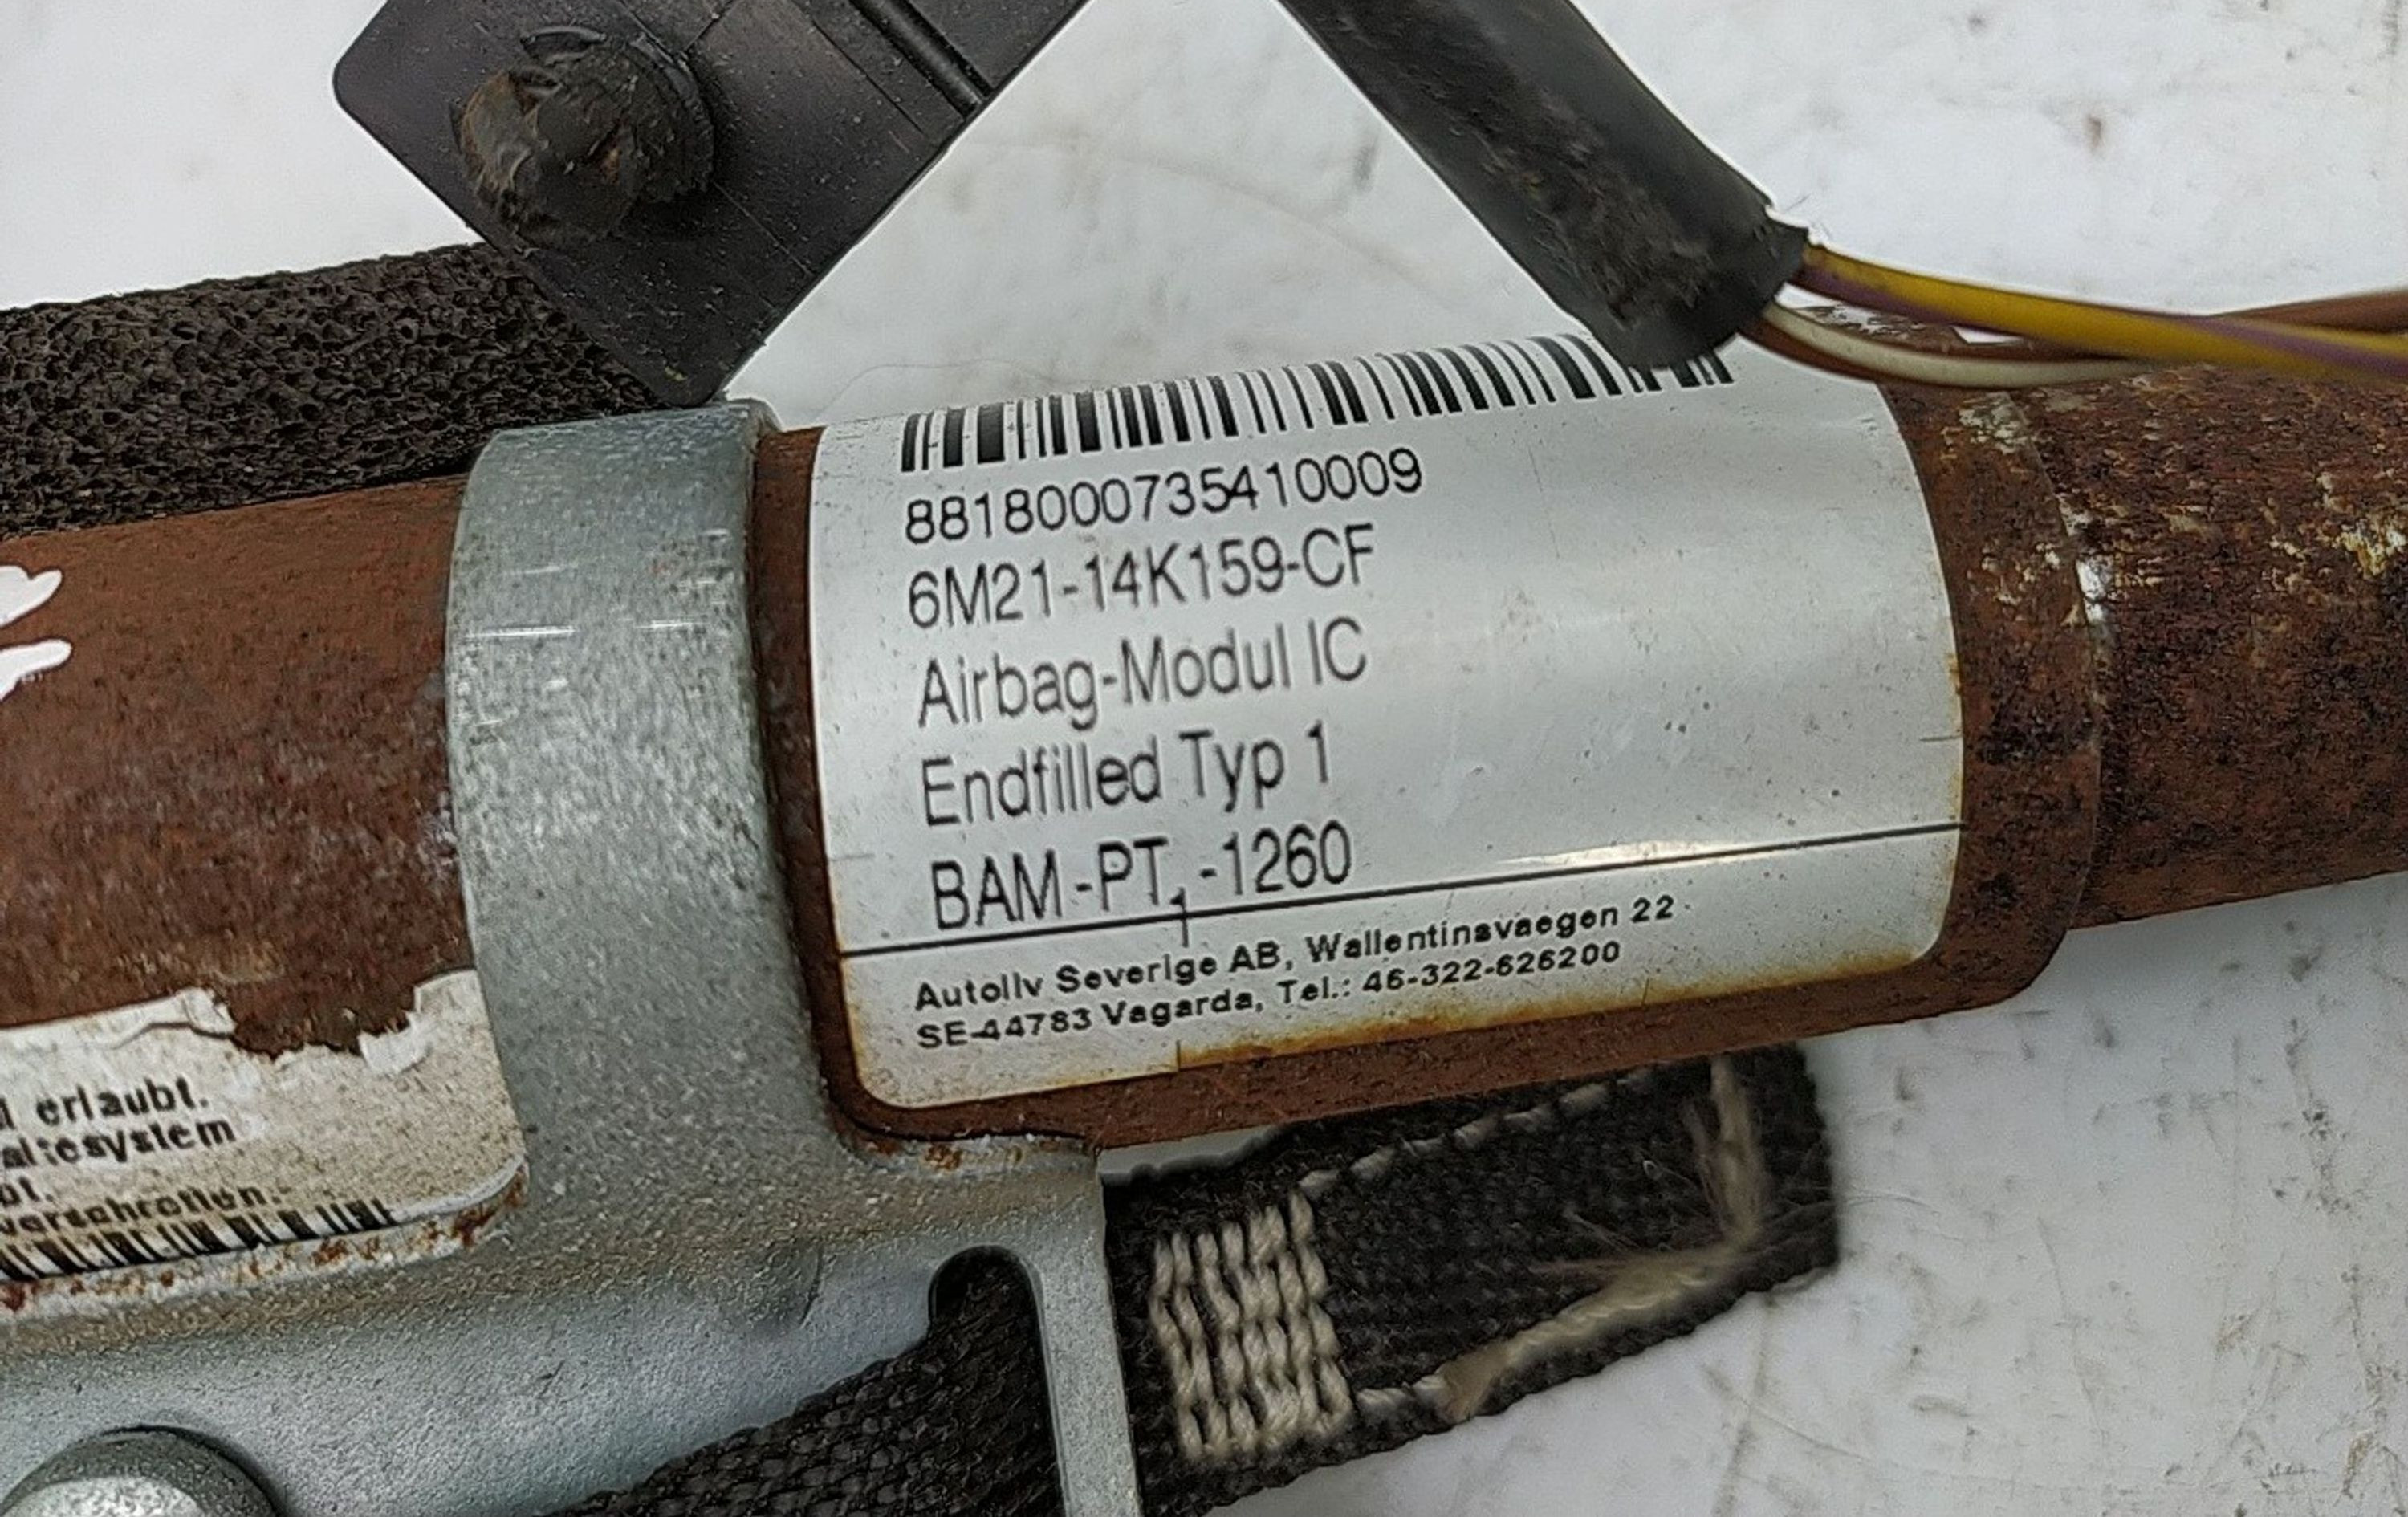 8818000735410009
6M21-14K159-CF
Airbag-Modul IC
Endfilled Typ 1
BAM-PT₁-1260
Autoliv Severige AB, Wallentinsvaegen 22
SE-44783 Vagarda, Tel.: 46-322-626200
erlaubt.
altesystem
verschrotten.